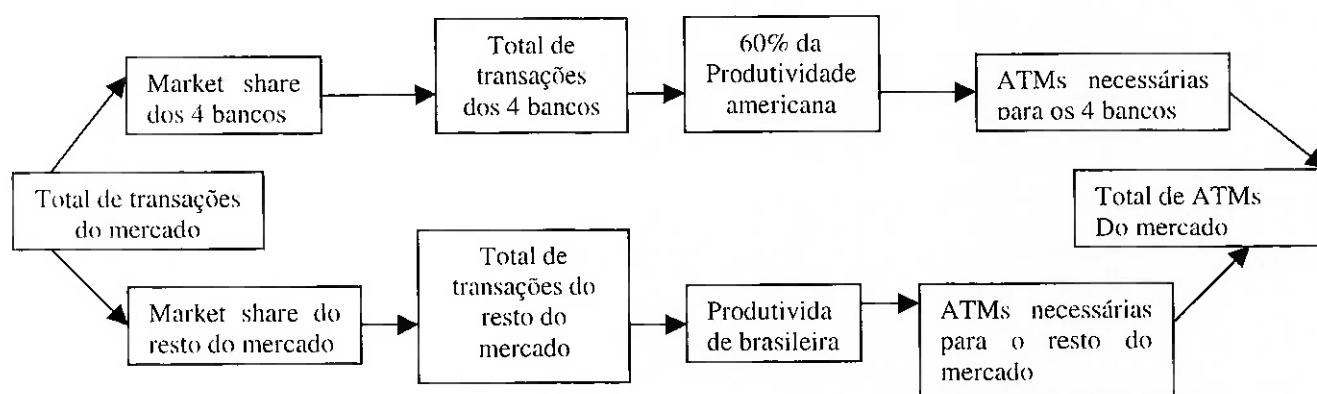 Total de transações
do mercado
Market share
dos 4 bancos
Total de
transações
dos 4 bancos
60% da
Produtividade
americana
ATMs necessárias
para os 4 bancos
Market share do
resto do mercado
Total de
transações do
resto do
mercado
Produtivida
de brasileira
ATMs necessárias
para o resto do
mercado
Total de ATMs
Do mercado